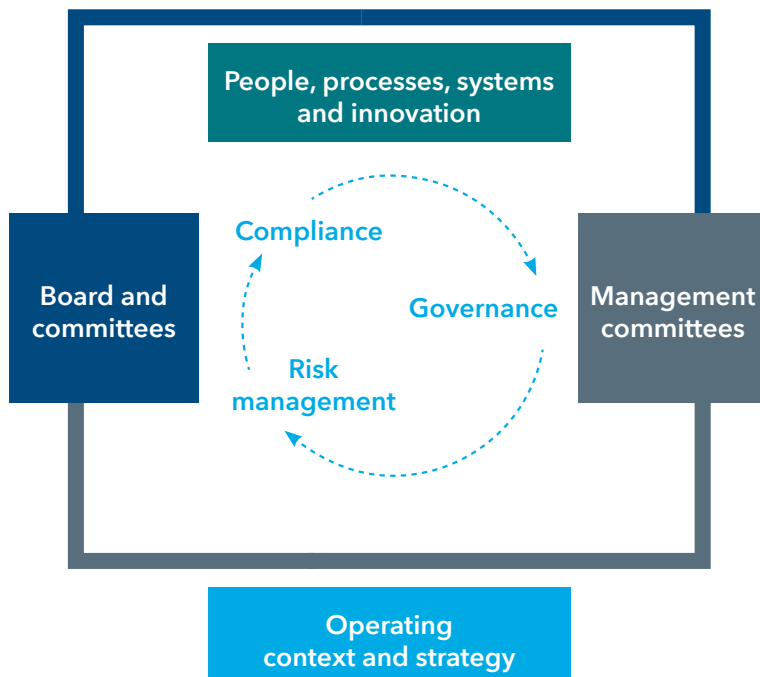 People, processes, systems
and innovation
Compliance
Board and
committees
Governance
Management
committees
Risk
management
Operating
context and strategy